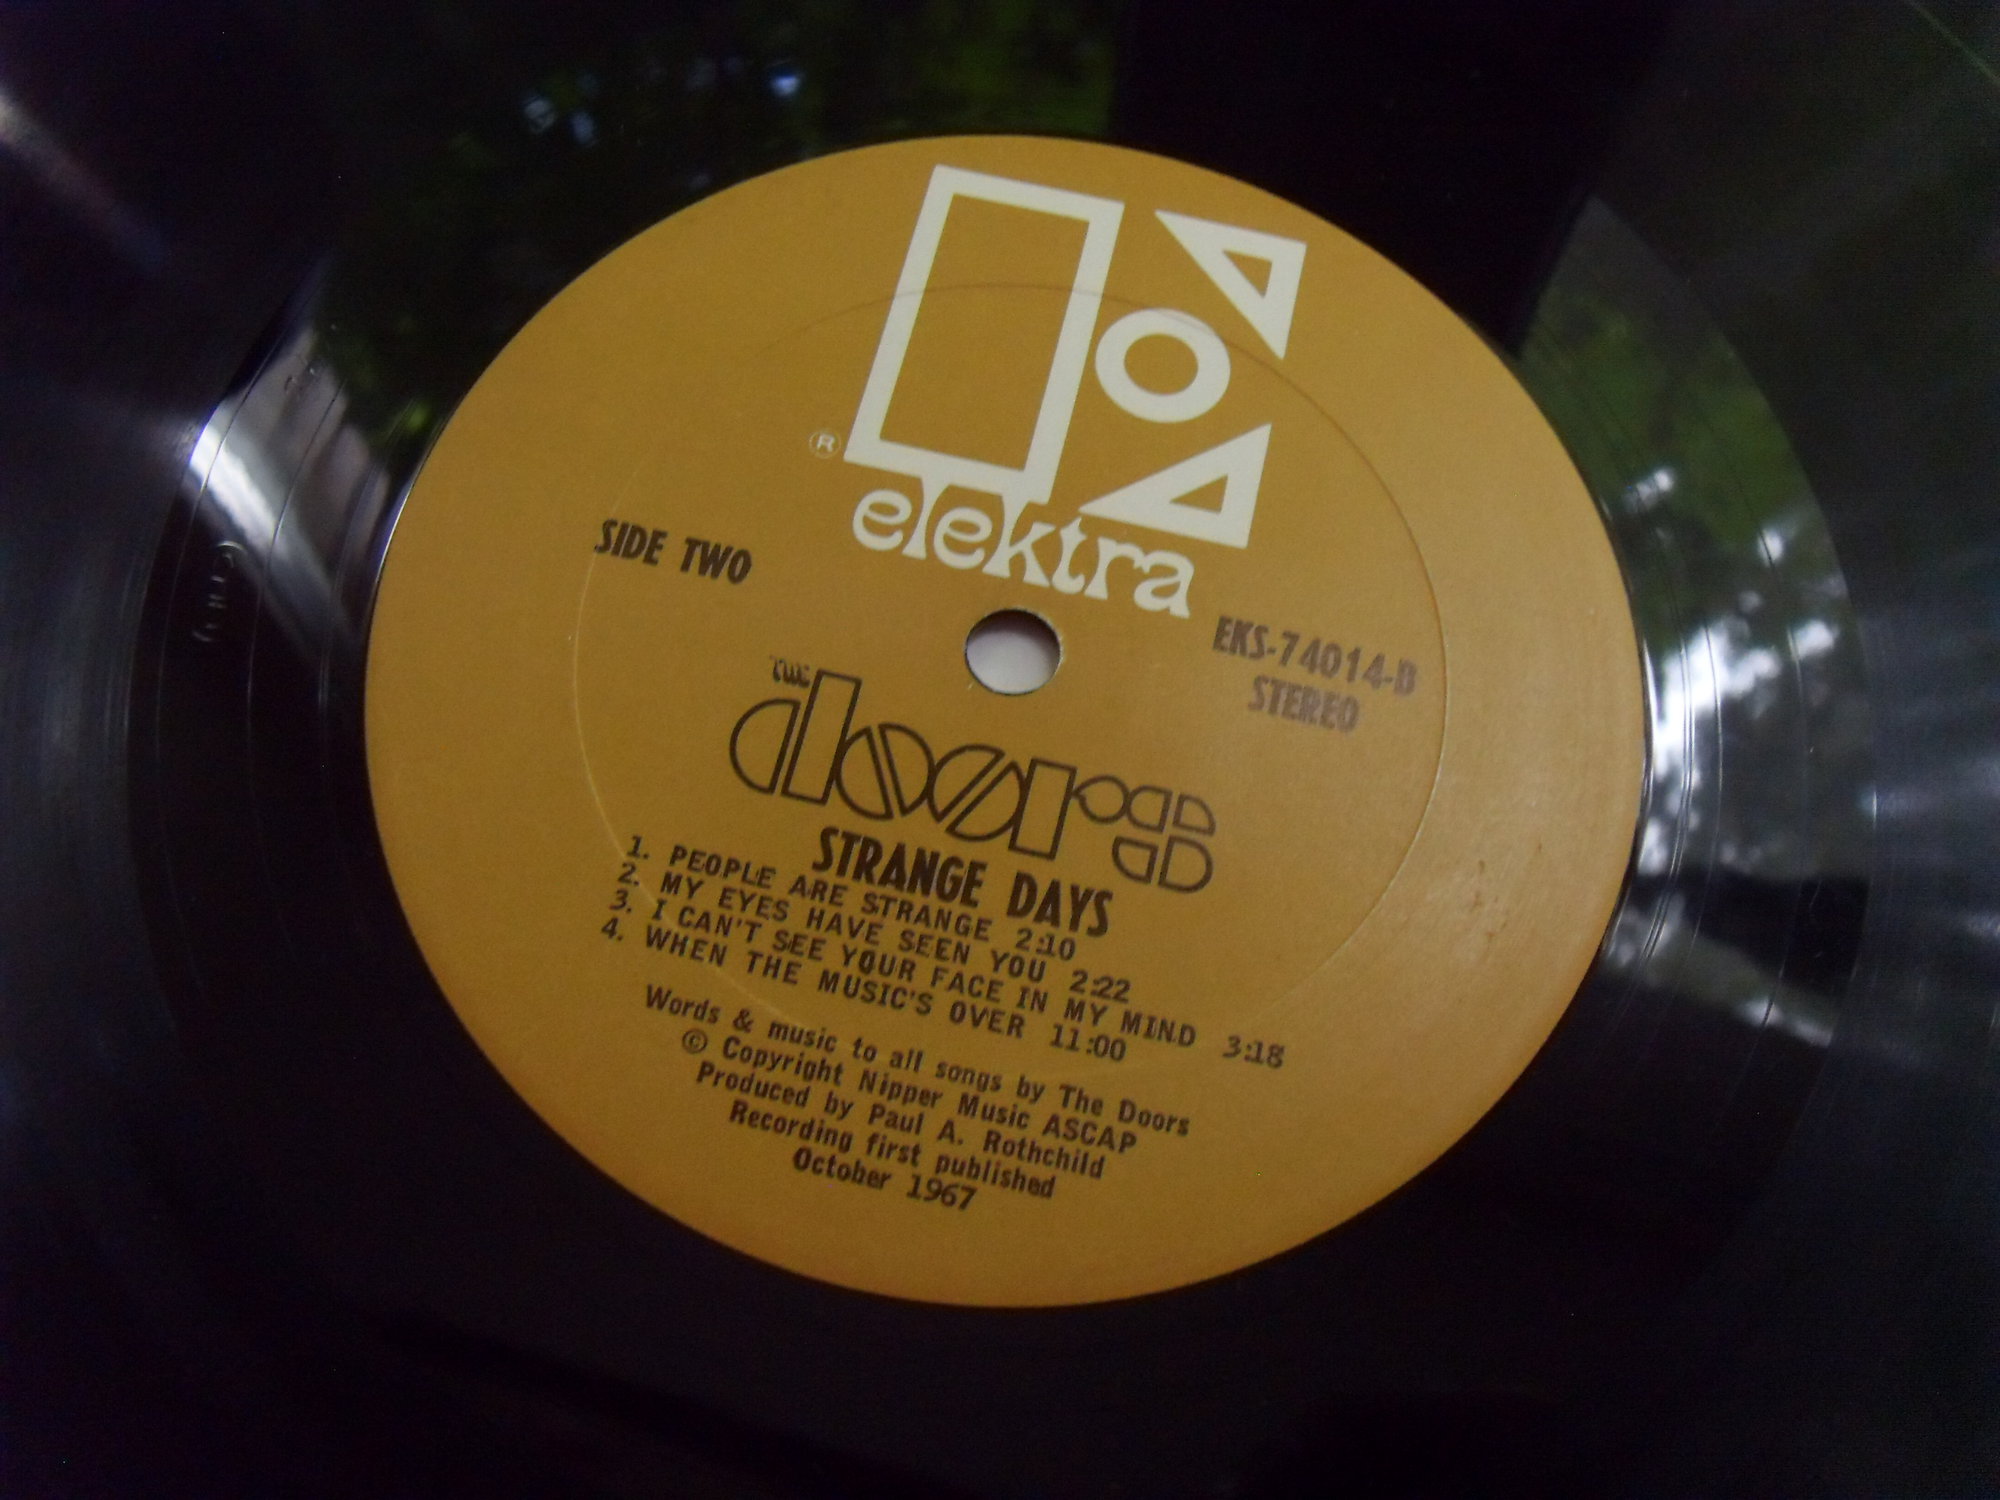 ®
elektra
SIDE TWO
EKS-74014-B
STEREO
THE
doors
STRANGE DAYS
1. PEOPLE ARE STRANGE 2:10
2. MY EYES HAVE SEEN YOU 2:22
3. I CAN'T SEE YOUR FACE IN MY MIND 3:18
4. WHEN THE MUSIC'S OVER 11:00
Words & music to all songs by The Doors
© Copyright Nipper Music ASCAP
Produced by Paul A. Rothchild
Recording first published
October 1967